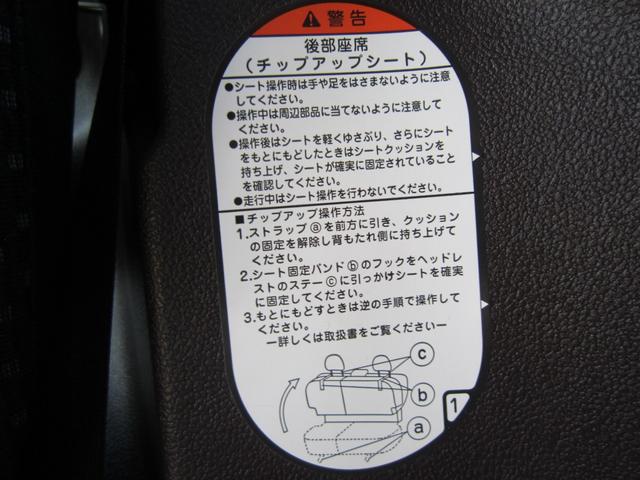 警告
後部座席
（チップアップシート）
●シート操作時は手や足をはさまないように注意
してください。
●操作中は周辺部品に当てないように注意して
ください。
●操作後はシートを軽くゆさぶり、さらにシート
をもとにもどしたときはシートクッションを
持ち上げ、シートが確実に固定されていること
を確認してください。
●走行中はシート操作を行わないでください。
■チップアップ操作方法
1.ストラップⓐを前方に引き、クッション
の固定を解除し背もたれ側に持ち上げて
ください。
2.シート固定バンドⓑのフックをヘッドレ
ストのステーⓒに引っかけシートを確実
に固定してください。
3.もとにもどすときは逆の手順で操作して
ください。
ー詳しくは取扱書をご覧くださいー
ⓒ
ⓑ
ⓐ
1